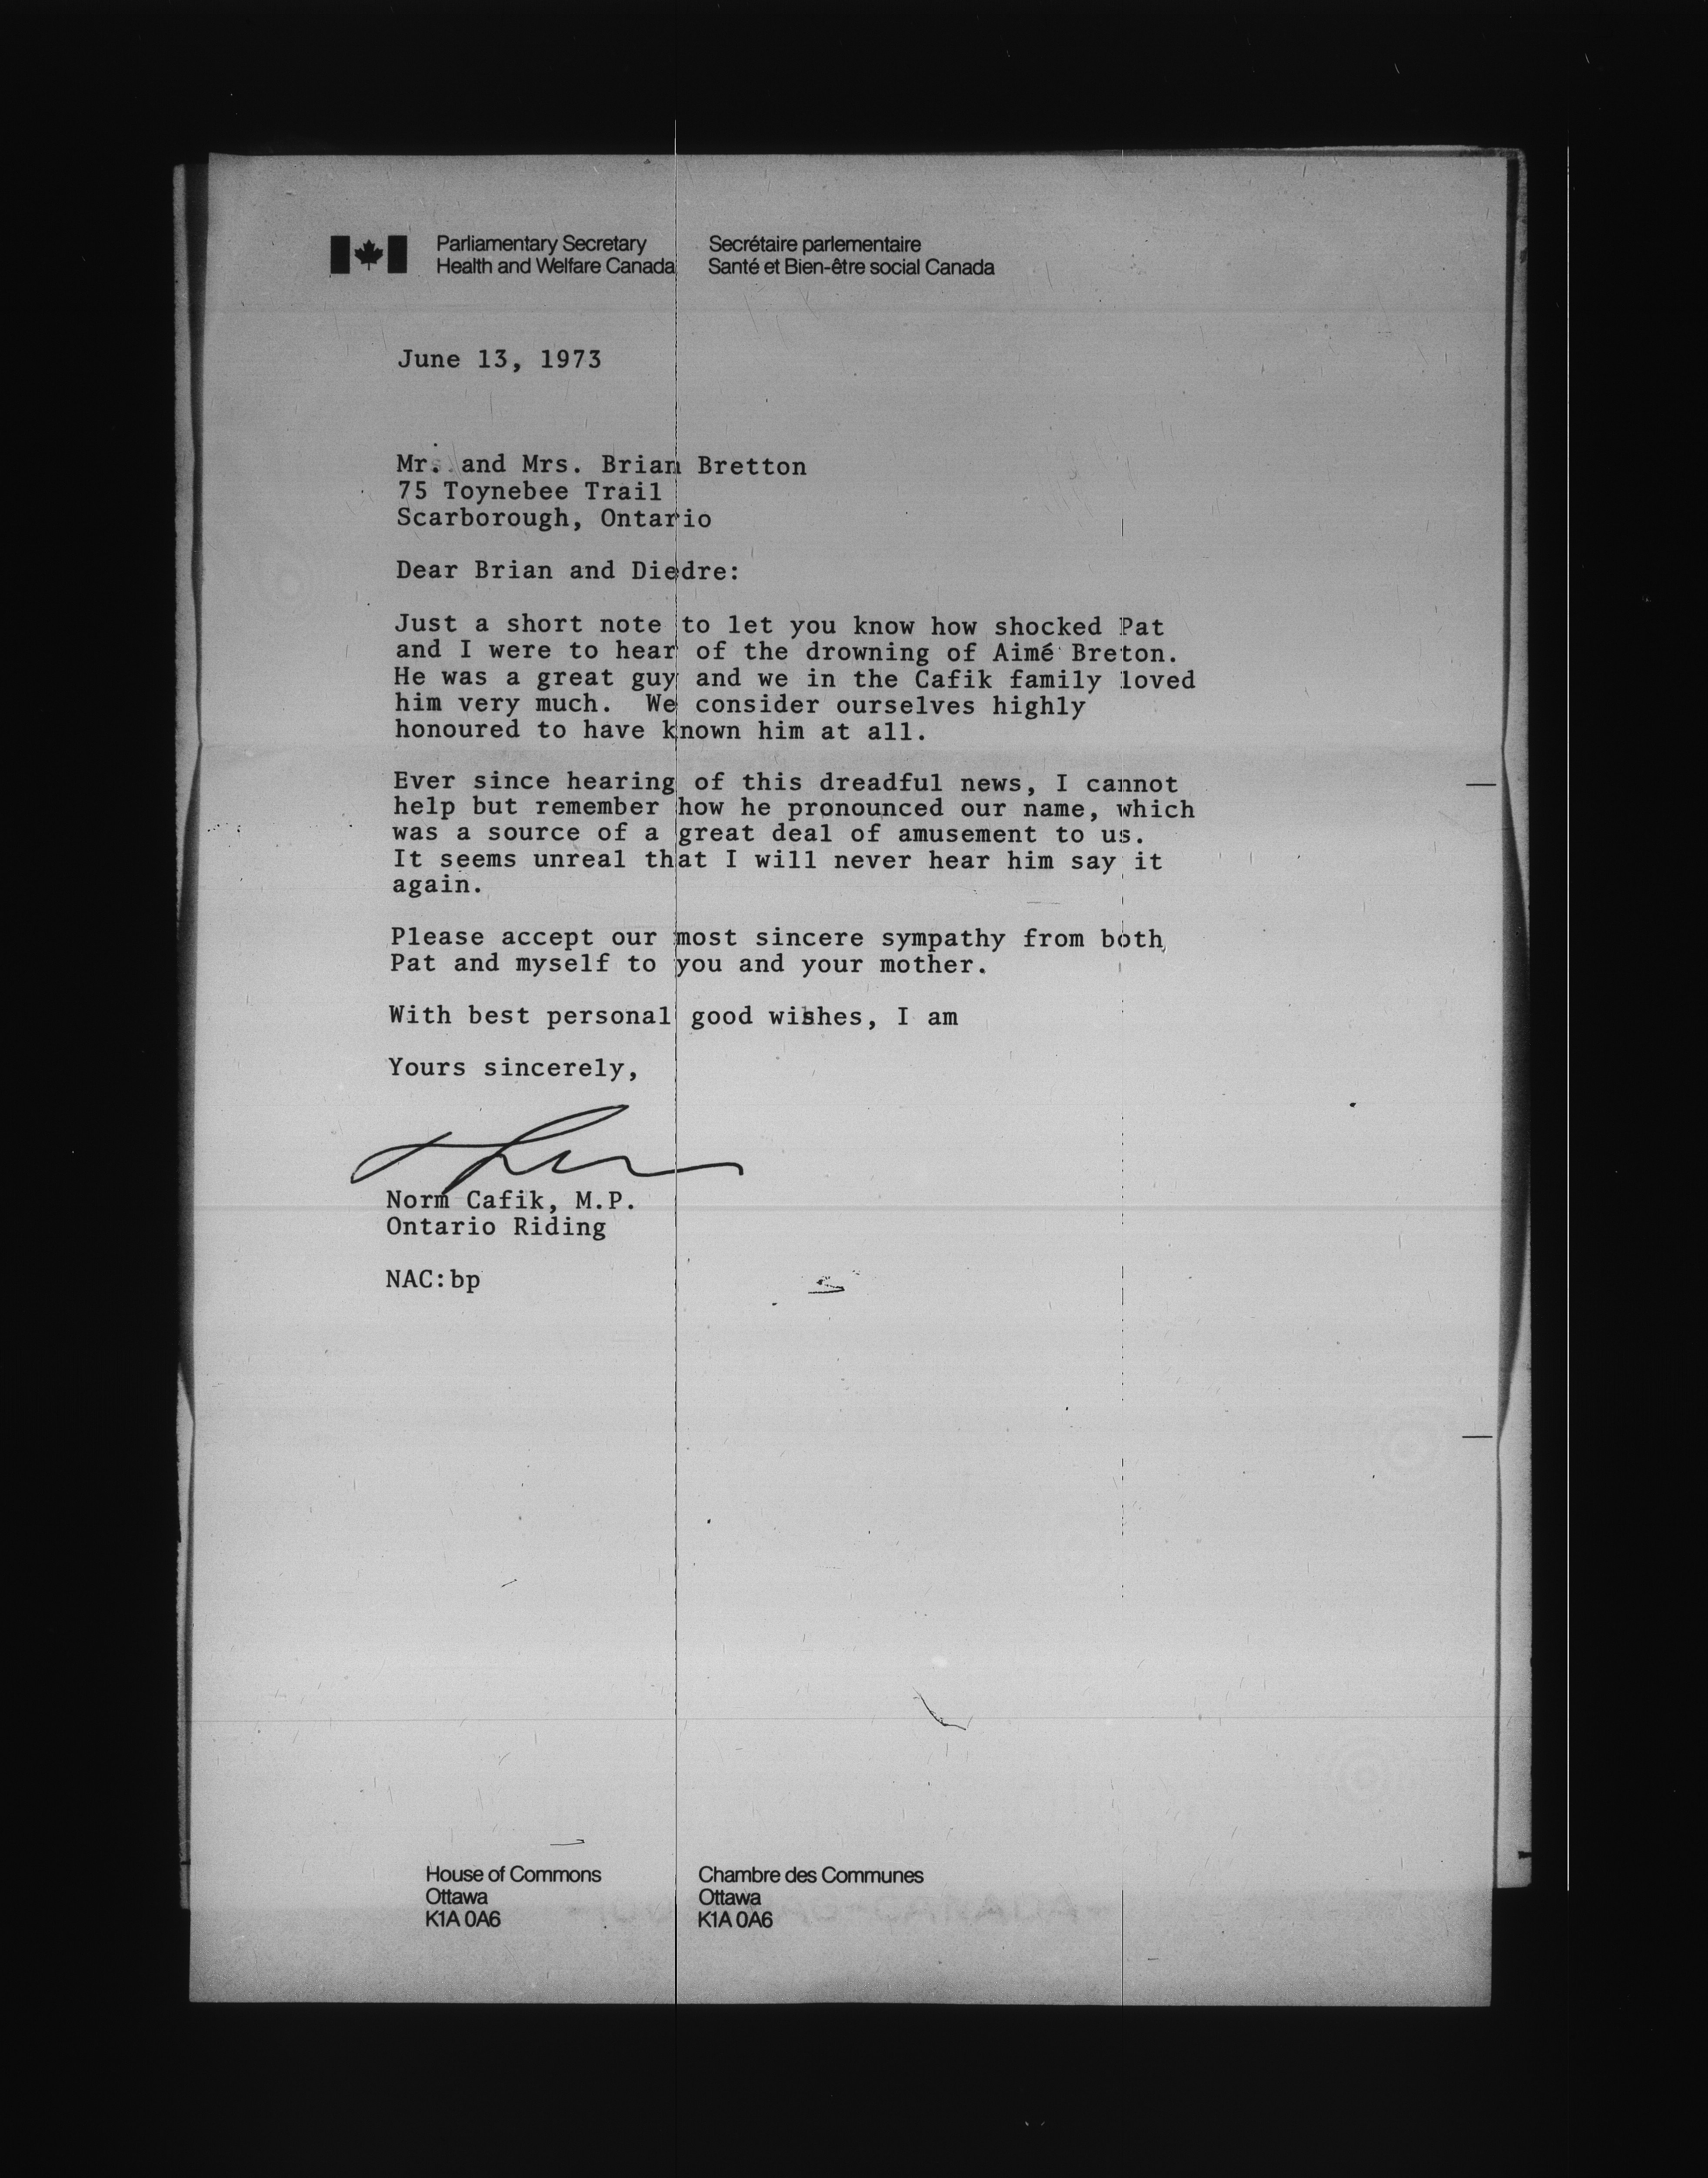 Parliamentary Secretary
Health and Welfare Canada
Secrétaire parlementaire
Santé et Bien-être social Canada
June 13, 1973
Mr. and Mrs. Brian Bretton
75 Toynebee Trail
Scarborough, Ontario
Dear Brian and Diedre:
Just a short note to let you know how shocked Pat
and I were to hear of the drowning of Aimé Breton.
He was a great guy and we in the Cafik family loved
him very much. We consider ourselves highly
honoured to have known him at all.
Ever since hearing of this dreadful news, I cannot
help but remember how he pronounced our name, which
was a source of a great deal of amusement to us.
It seems unreal that I will never hear him say it
again.
Please accept our most sincere sympathy from both
Pat and myself to you and your mother.
With best personal good wishes, I am
Yours sincerely,
Norm Cafik, M.P.
Ontario Riding
NAC:bp
House of Commons
Ottawa
K1A 0A6
Chambre des Communes
Ottawa
K1A 0A6